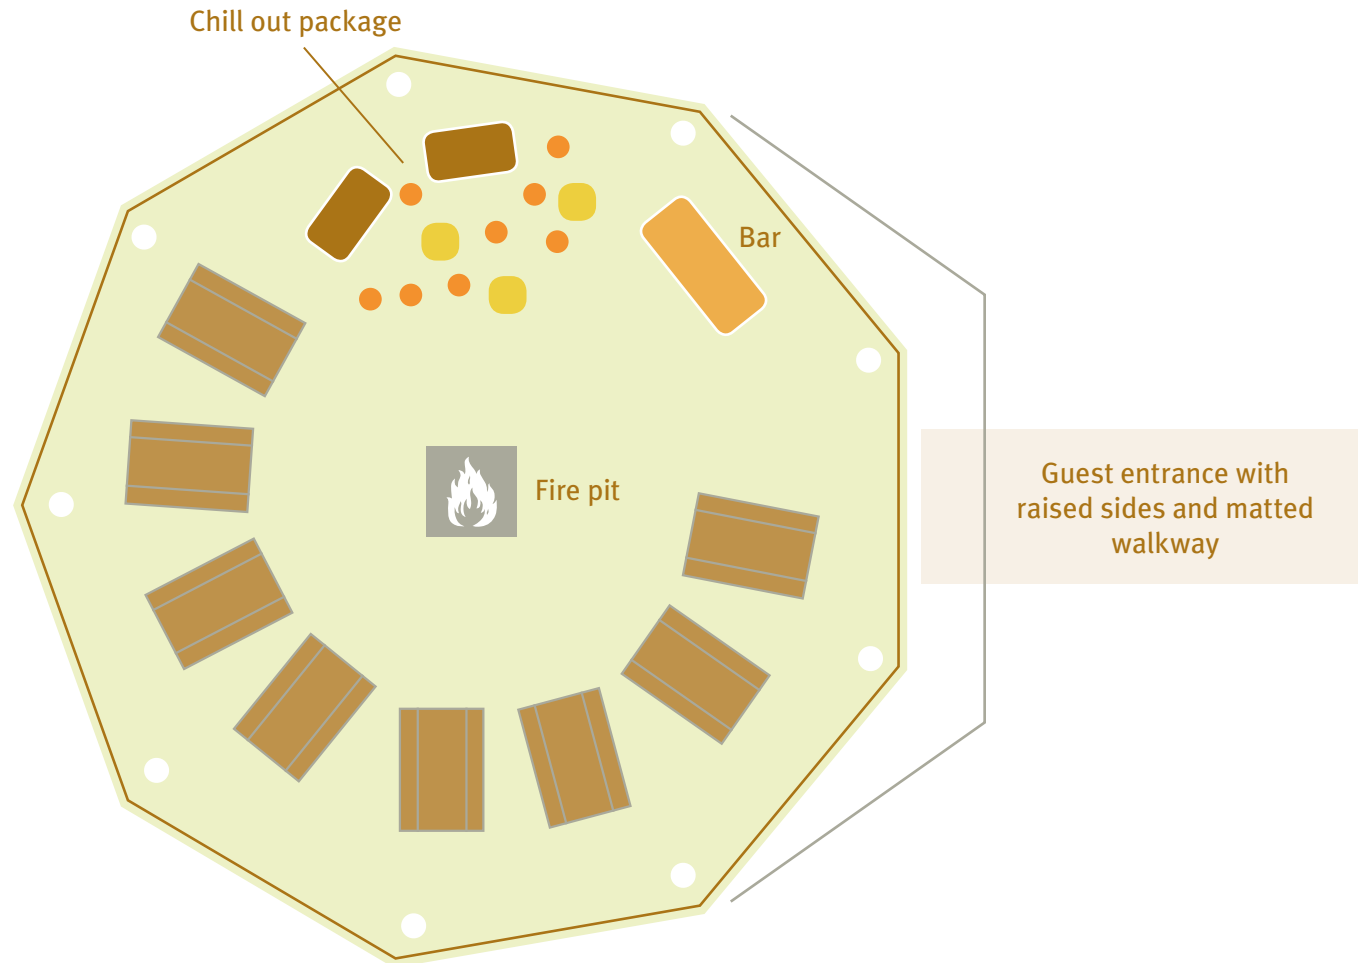 Chill out package
Bar
Fire pit
Guest entrance with
raised sides and matted
walkway